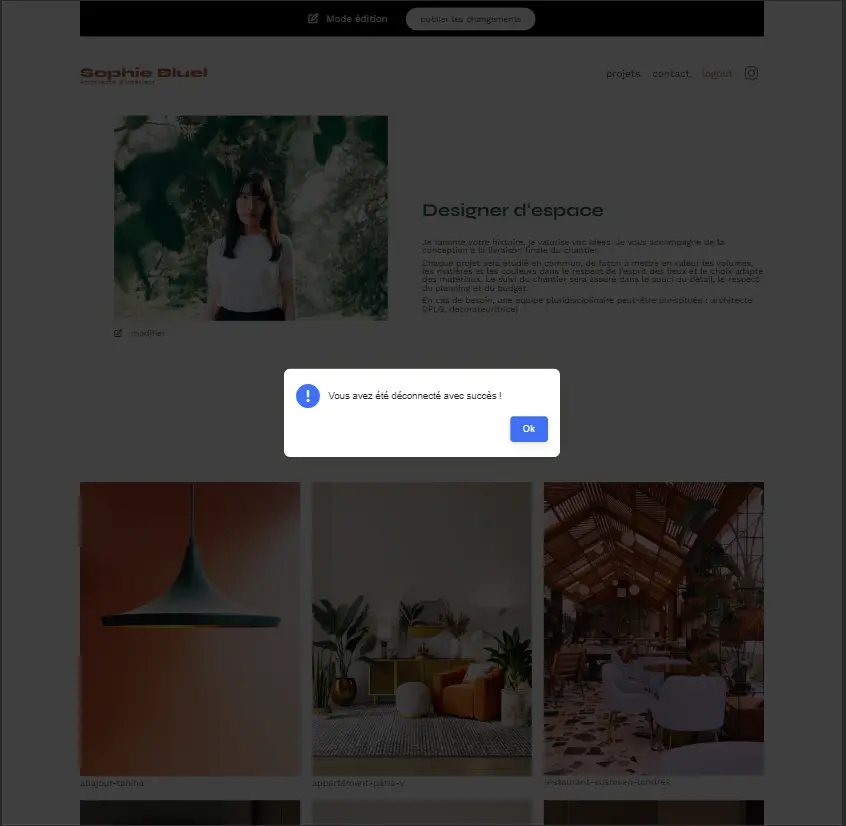 Mode édition
publier les changements
Sophie Bluel
Architecte d'intérieur
projets
contact
logout
Designer d'espace
Je raconte votre histoire, je valorise vos idées. Je vous accompagne de la
conception à la livraison finale du chantier.
Chaque projet sera étudié en commun, de façon à mettre en valeur les volumes,
les matières et les couleurs dans le respect de l'esprit des lieux et le choix adapté
des matériaux. Le suivi du chantier sera assuré dans le souci du détail, le respect
du planning et du budget.
En cas de besoin, une équipe pluridisciplinaire peut-être constituée : architecte
DPLG, décorateur(trice)
modifier
!
Vous avez été déconnecté avec succès !
Ok
abajour-tahina
appartement-paris-v
restaurant-sushisen-londres